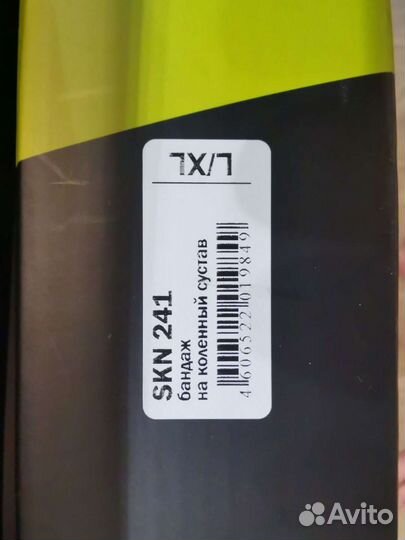 L/XL
SKN 241
бандаж
на коленный сустав
4606522019849
Avito